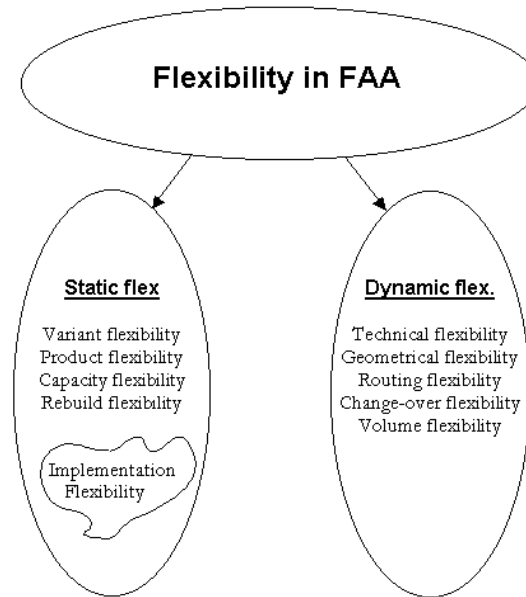 Flexibility in FAA
Static flex
Variant flexibility
Product flexibility
Capacity flexibility
Rebuild flexibility
Implementation
Flexibility
Dynamic flex.
Technical flexibility
Geometrical flexibility
Routing flexibility
Change-over flexibility
Volume flexibility